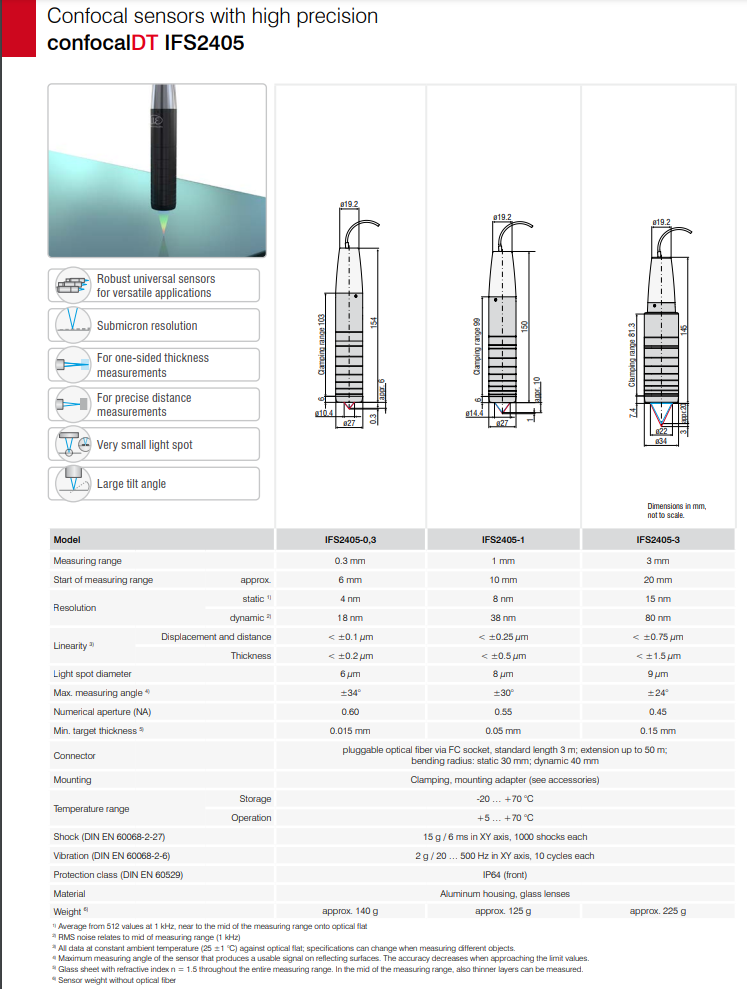 Confocal sensors with high precision
confocalDT IFS2405
Robust universal sensors
for versatile applications
Submicron resolution
For one-sided thickness
measurements
For precise distance
measurements
Very small light spot
Large tilt angle
ø19.2
Clamping range 103
154
6
appr. 6
ø10.4
ø27
0.3
ø19.2
Clamping range 99
150
6
appr. 10
ø14.4
ø27
1
ø19.2
Clamping range 81.3
145
7.4
appr.20
ø22
3
ø34
Dimensions in mm,
not to scale.
Model IFS2405-0,3 IFS2405-1 IFS2405-3
Measuring range 0.3 mm 1 mm 3 mm
Start of measuring range approx. 6 mm 10 mm 20 mm
Resolution
static ¹⁾ 4 nm 8 nm 15 nm
dynamic ²⁾ 18 nm 38 nm 80 nm
Linearity ³⁾
Displacement and distance < ±0.1 µm < ±0.25 µm < ±0.75 µm
Thickness < ±0.2 µm < ±0.5 µm < ±1.5 µm
Light spot diameter 6 µm 8 µm 9 µm
Max. measuring angle ⁴⁾ ±34° ±30° ±24°
Numerical aperture (NA) 0.60 0.55 0.45
Min. target thickness ⁵⁾ 0.015 mm 0.05 mm 0.15 mm
Connector
pluggable optical fiber via FC socket, standard length 3 m; extension up to 50 m;
bending radius: static 30 mm; dynamic 40 mm
Mounting Clamping, mounting adapter (see accessories)
Temperature range
Storage -20 ... +70 °C
Operation +5 ... +70 °C
Shock (DIN EN 60068-2-27) 15 g / 6 ms in XY axis, 1000 shocks each
Vibration (DIN EN 60068-2-6) 2 g / 20 ... 500 Hz in XY axis, 10 cycles each
Protection class (DIN EN 60529) IP64 (front)
Material Aluminum housing, glass lenses
Weight ⁶⁾ approx. 140 g approx. 125 g approx. 225 g
¹⁾ Average from 512 values at 1 kHz, near to the mid of the measuring range onto optical flat
²⁾ RMS noise relates to mid of measuring range (1 kHz)
³⁾ All data at constant ambient temperature (25 ±1 °C) against optical flat; specifications can change when measuring different objects.
⁴⁾ Maximum measuring angle of the sensor that produces a usable signal on reflecting surfaces. The accuracy decreases when approaching the limit values.
⁵⁾ Glass sheet with refractive index n = 1.5 throughout the entire measuring range. In the mid of the measuring range, also thinner layers can be measured.
⁶⁾ Sensor weight without optical fiber